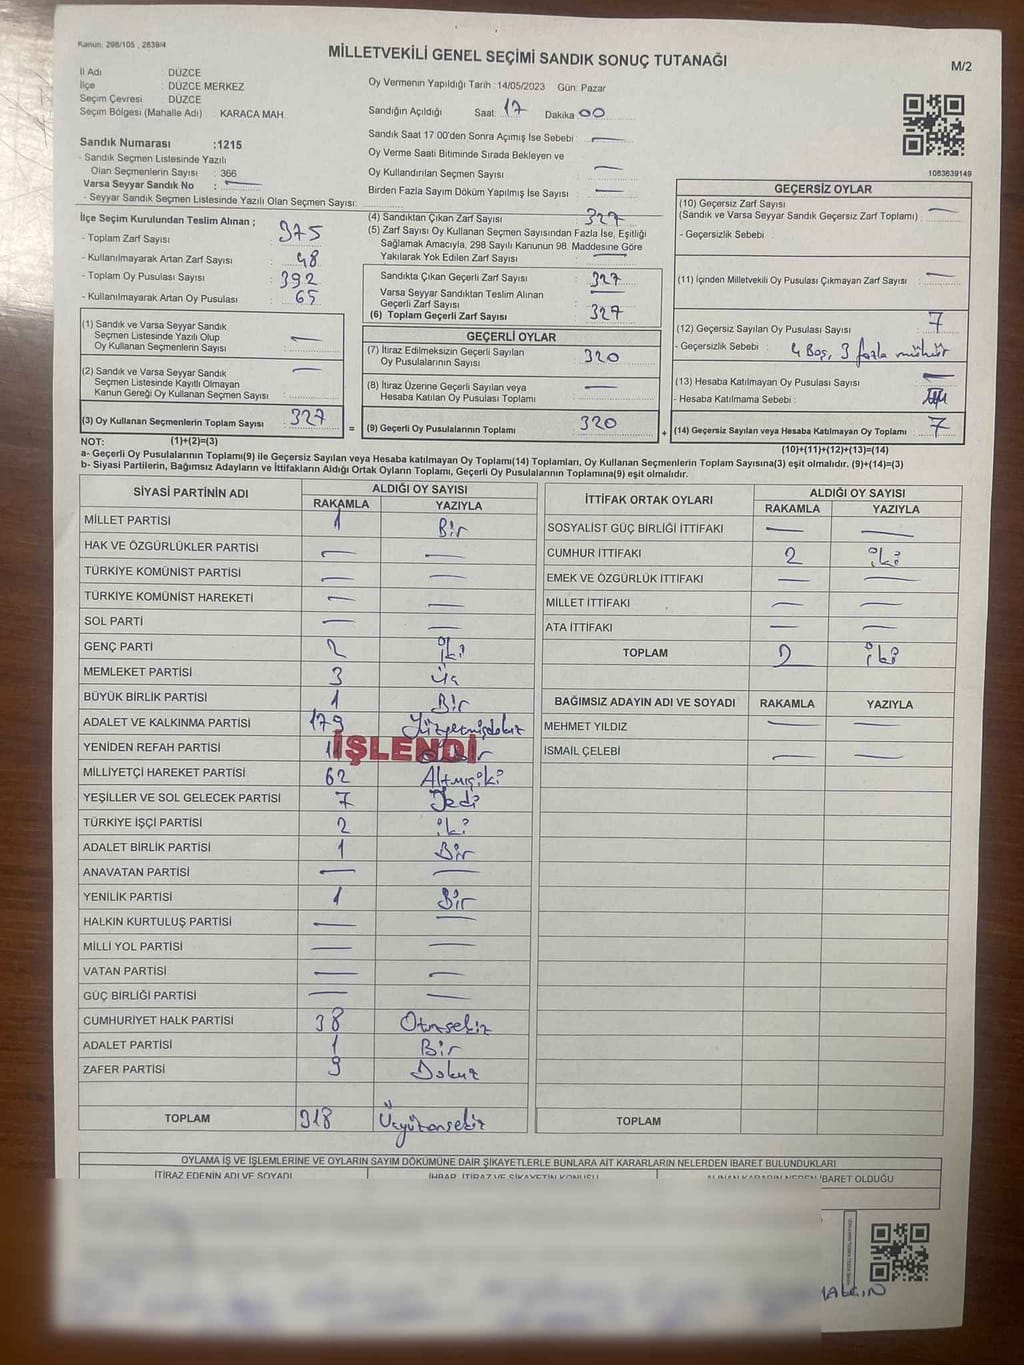 Kanun: 298/105 , 2839/4
MİLLETVEKİLİ GENEL SEÇİMİ SANDIK SONUÇ TUTANAĞI
M/2
İl Adı DÜZCE
İlçe : DÜZCE MERKEZ
Seçim Çevresi DÜZCE
Seçim Bölgesi (Mahalle Adı) : KARACA MAH.
Oy Vermenin Yapıldığı Tarih : 14/05/2023 Gün: Pazar
Sandığın Açıldığı Saat: 17 Dakika 00
Sandık Saat 17:00'den Sonra Açılmış İse Sebebi : —
Oy Verme Saati Bitiminde Sırada Bekleyen ve
Oy Kullandırılan Seçmen Sayısı : —
Birden Fazla Sayım Döküm Yapılmış İse Sayısı : —
Sandık Numarası :1215
- Sandık Seçmen Listesinde Yazılı
Olan Seçmenlerin Sayısı : 366
Varsa Seyyar Sandık No : —
- Seyyar Sandık Seçmen Listesinde Yazılı Olan Seçmen Sayısı:
1083639149
İlçe Seçim Kurulundan Teslim Alınan ;
- Toplam Zarf Sayısı : 375
- Kullanılmayarak Artan Zarf Sayısı : 48
- Toplam Oy Pusulası Sayısı : 392
- Kullanılmayarak Artan Oy Pusulası : 65
(1) Sandık ve Varsa Seyyar Sandık
Seçmen Listesinde Yazılı Olup
Oy Kullanan Seçmenlerin Sayısı : —
(2) Sandık ve Varsa Seyyar Sandık
Seçmen Listesinde Kayıtlı Olmayan
Kanun Gereği Oy Kullanan Seçmen Sayısı : —
(3) Oy Kullanan Seçmenlerin Toplam Sayısı : 327
(4) Sandıktan Çıkan Zarf Sayısı : 327
(5) Zarf Sayısı Oy Kullanan Seçmen Sayısından Fazla İse, Eşitliği
Sağlamak Amacıyla, 298 Sayılı Kanunun 98. Maddesine Göre
Yakılarak Yok Edilen Zarf Sayısı : —
Sandıkta Çıkan Geçerli Zarf Sayısı : 327
Varsa Seyyar Sandıktan Teslim Alınan
Geçerli Zarf Sayısı : —
(6) Toplam Geçerli Zarf Sayısı : 327
GEÇERLİ OYLAR
(7) İtiraz Edilmeksizin Geçerli Sayılan
Oy Pusulalarının Sayısı : 320
(8) İtiraz Üzerine Geçerli Sayılan veya
Hesaba Katılan Oy Pusulası Toplamı : —
= (9) Geçerli Oy Pusulalarının Toplamı : 320
GEÇERSİZ OYLAR
(10) Geçersiz Zarf Sayısı
(Sandık ve Varsa Seyyar Sandık Geçersiz Zarf Toplamı) : —
- Geçersizlik Sebebi :
(11) İçinden Milletvekili Oy Pusulası Çıkmayan Zarf Sayısı : —
(12) Geçersiz Sayılan Oy Pusulası Sayısı : 7
- Geçersizlik Sebebi : 4 Boş, 3 fazla mühür
(13) Hesaba Katılmayan Oy Pusulası Sayısı : —
- Hesaba Katılmama Sebebi :
+ (14) Geçersiz Sayılan veya Hesaba Katılmayan Oy Toplamı : 7
NOT: (1)+(2)=(3)
(10)+(11)+(12)+(13)=(14)
a- Geçerli Oy Pusulalarının Toplamı(9) ile Geçersiz Sayılan veya Hesaba Katılmayan Oy Toplamı(14) Toplamları, Oy Kullanan Seçmenlerin Toplam Sayısına(3) eşit olmalıdır. (9)+(14)=(3)
b- Siyasi Partilerin, Bağımsız Adayların ve İttifakların Aldığı Ortak Oyların Toplamı, Geçerli Oy Pusulalarının Toplamına(9) eşit olmalıdır.
SİYASİ PARTİNİN ADI ALDIĞI OY SAYISI
RAKAMLA YAZIYLA
MİLLET PARTİSİ 1 Bir
HAK VE ÖZGÜRLÜKLER PARTİSİ — —
TÜRKİYE KOMÜNİST PARTİSİ — —
TÜRKİYE KOMÜNİST HAREKETİ — —
SOL PARTİ — —
GENÇ PARTİ 2 iki
MEMLEKET PARTİSİ 3 Üç
BÜYÜK BİRLİK PARTİSİ 1 Bir
ADALET VE KALKINMA PARTİSİ 179 Yüzyetmişdokuz
YENİDEN REFAH PARTİSİ
İŞLENDİ
MİLLİYETÇİ HAREKET PARTİSİ 62 Altmışiki
YEŞİLLER VE SOL GELECEK PARTİSİ 7 Yedi
TÜRKİYE İŞÇİ PARTİSİ 2 iki
ADALET BİRLİK PARTİSİ 1 Bir
ANAVATAN PARTİSİ — —
YENİLİK PARTİSİ 1 Bir
HALKIN KURTULUŞ PARTİSİ — —
MİLLİ YOL PARTİSİ — —
VATAN PARTİSİ — —
GÜÇ BİRLİĞİ PARTİSİ — —
CUMHURİYET HALK PARTİSİ 38 Otuzsekiz
ADALET PARTİSİ 1 Bir
ZAFER PARTİSİ 9 Dokuz
TOPLAM 318 Üçyüzonsekiz
İTTİFAK ORTAK OYLARI ALDIĞI OY SAYISI
RAKAMLA YAZIYLA
SOSYALİST GÜÇ BİRLİĞİ İTTİFAKI — —
CUMHUR İTTİFAKI 2 iki
EMEK VE ÖZGÜRLÜK İTTİFAKI — —
MİLLET İTTİFAKI — —
ATA İTTİFAKI — —
TOPLAM 2 iki
BAĞIMSIZ ADAYIN ADI VE SOYADI RAKAMLA YAZIYLA
MEHMET YILDIZ — —
İSMAİL ÇELEBİ — —
TOPLAM
OYLAMA İŞ VE İŞLEMLERİNE VE OYLARIN SAYIM DÖKÜMÜNE DAİR ŞİKAYETLERLE BUNLARA AİT KARARLARIN NELERDEN İBARET BULUNDUKLARI
İTİRAZ EDENİN ADI VE SOYADI İHBAR, İTİRAZ VE ŞİKAYETİN KONUSU ALINAN KARARIN NEDEN İBARET OLDUĞU